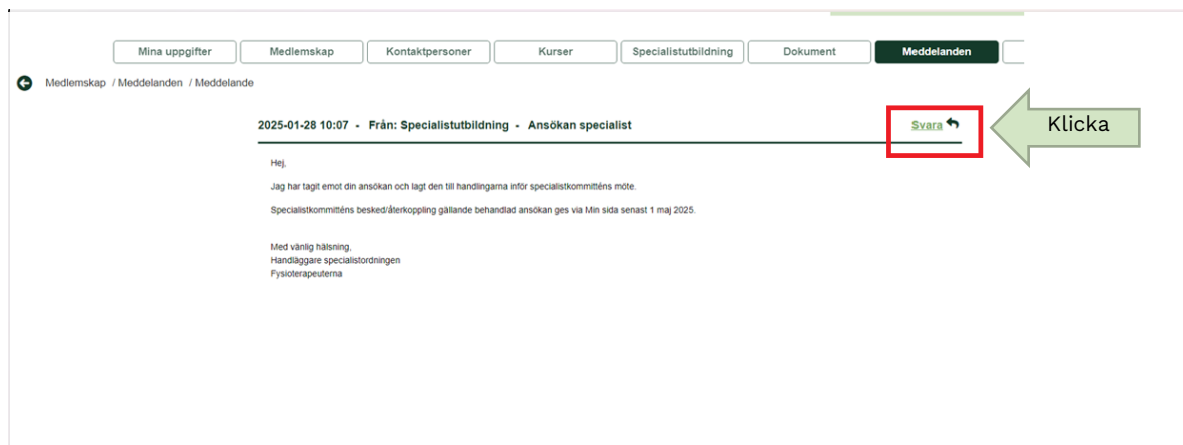 Mina uppgifter Medlemskap Kontaktpersoner Kurser Specialistutbildning Dokument Meddelanden
Medlemskap / Meddelanden / Meddelande
2025-01-28 10:07 - Från: Specialistutbildning - Ansökan specialist Svara Klicka
Hej,
Jag har tagit emot din ansökan och lagt den till handlingarna inför specialistkommitténs möte.
Specialistkommitténs besked/återkoppling gällande behandlad ansökan ges via Min sida senast 1 maj 2025.
Med vänlig hälsning,
Handläggare specialistordningen
Fysioterapeuterna